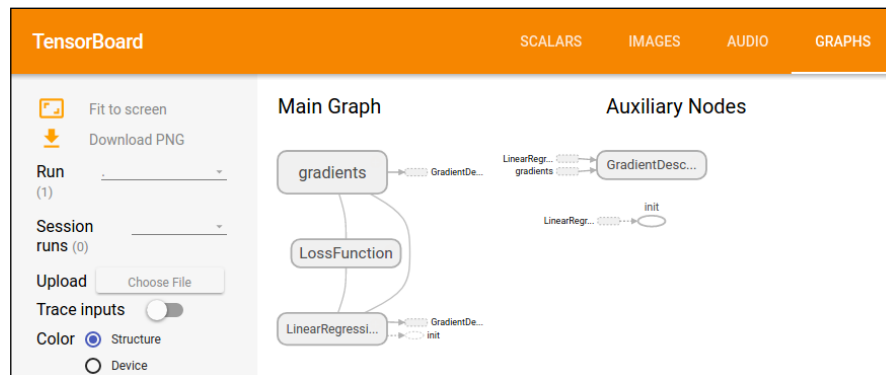 TensorBoard
SCALARS IMAGES AUDIO GRAPHS
Fit to screen
Download PNG
Run .
(1)
Session
runs (0)
Upload Choose File
Trace inputs
Color Structure
Device
Main Graph
gradients
GradientDe...
LossFunction
LinearRegressi...
GradientDe...
init
Auxiliary Nodes
LinearRegr...
gradients
GradientDesc...
init
LinearRegr...